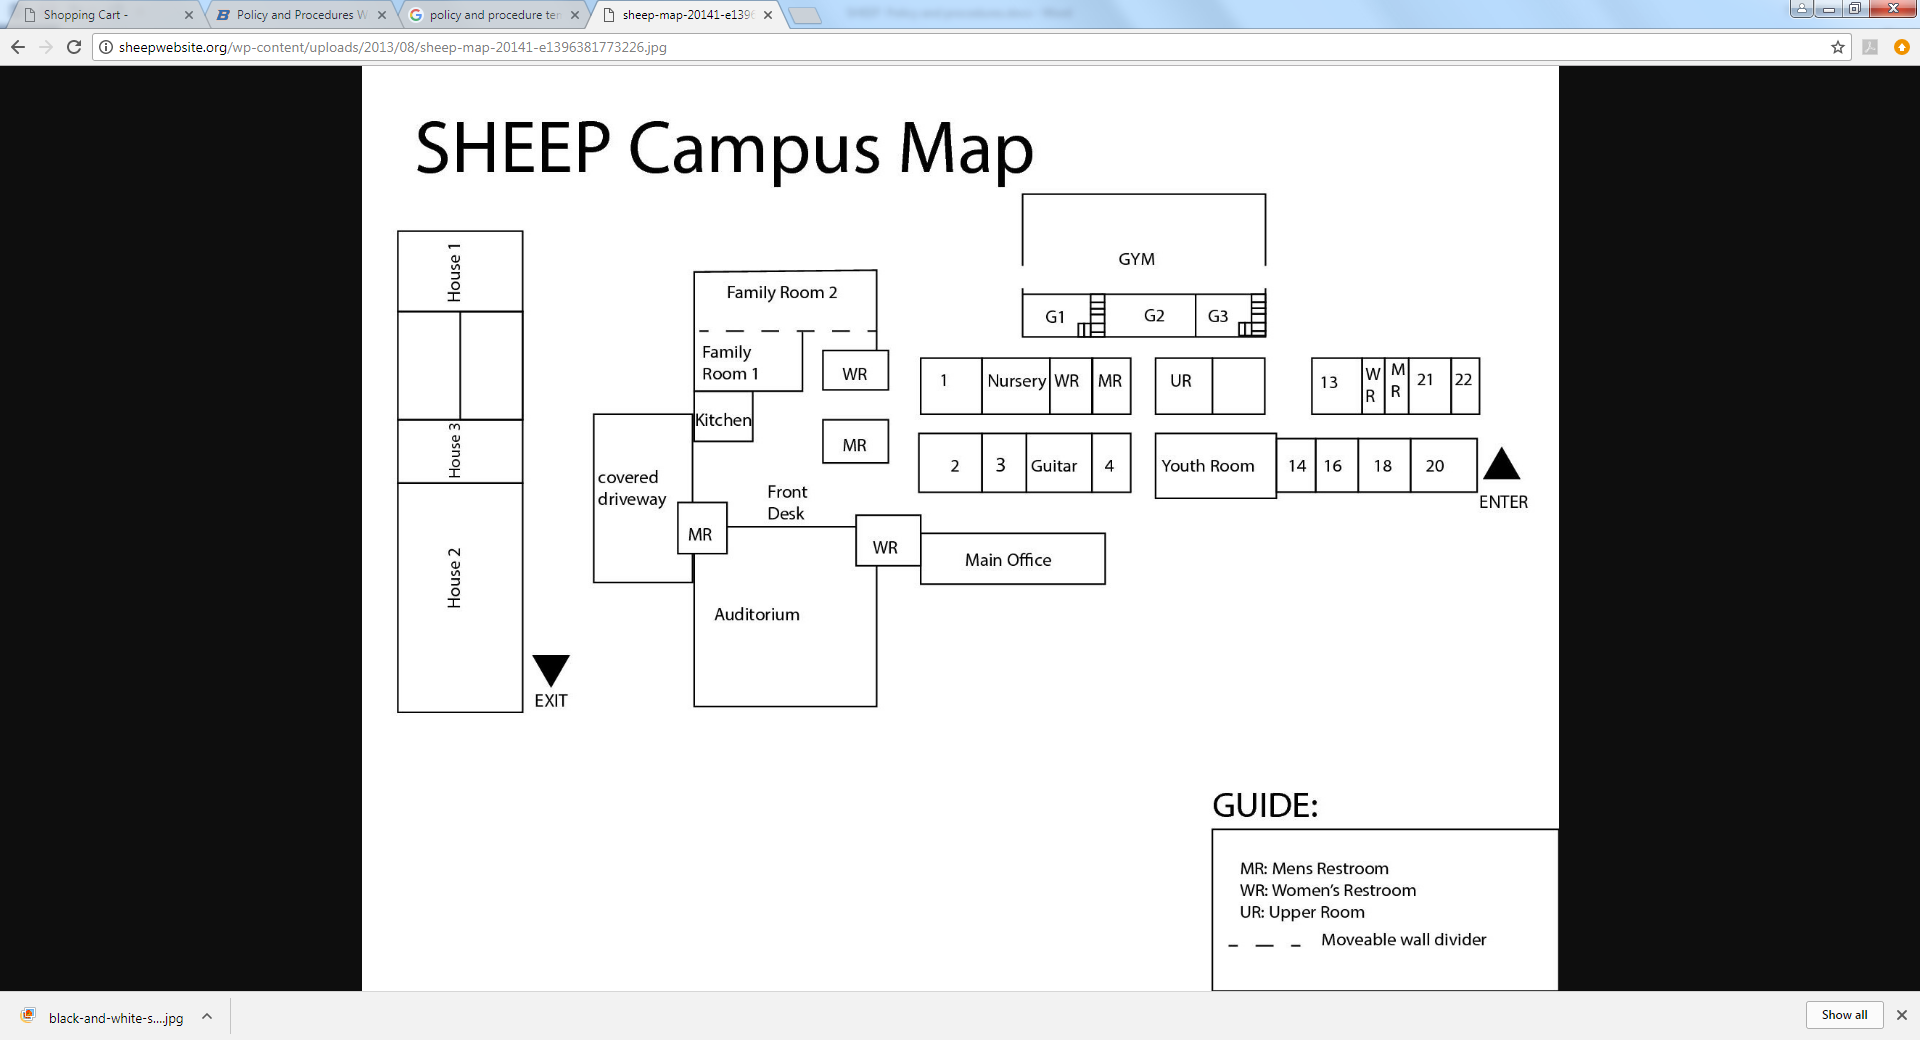 Shopping Cart -
Policy and Procedures W
policy and procedure ten
sheep-map-20141-e1396
sheepwebsite.org/wp-content/uploads/2013/08/sheep-map-20141-e1396381773226.jpg
SHEEP Campus Map
House 1
House 3
House 2
EXIT
Family Room 2
Family
Room 1
Kitchen
WR
MR
covered
driveway
Front
Desk
MR
WR
Main Office
Auditorium
GYM
G1
G2
G3
1
Nursery
WR
MR
UR
13
W
R
M
R
21
22
2
3
Guitar
4
Youth Room
14
16
18
20
ENTER
GUIDE:
MR: Mens Restroom
WR: Women's Restroom
UR: Upper Room
Moveable wall divider
black-and-white-s....jpg
Show all